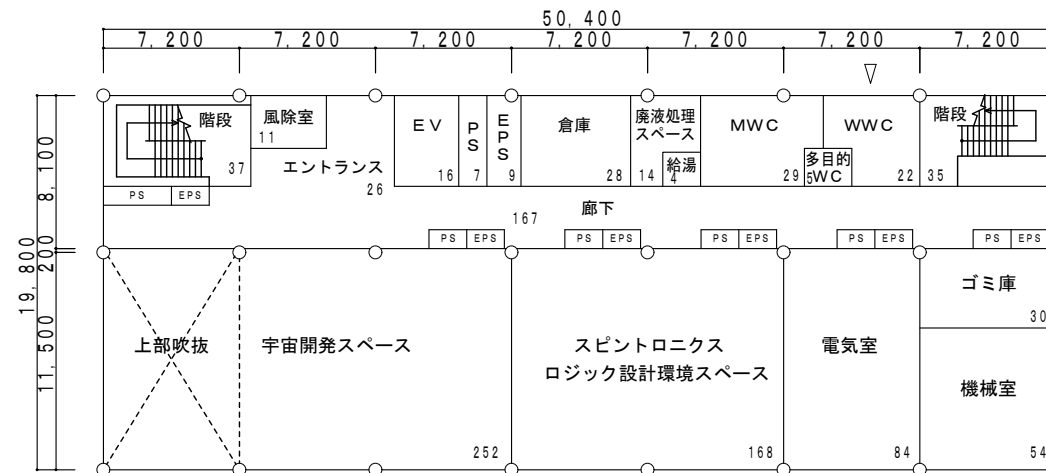 50,400
7,200 7,200 7,200 7,200 7,200 7,200 7,200
階段 37
風除室 11
エントランス 26
EV 16
PS 7
EPS 9
倉庫 28
廃液処理
スペース 14
給湯 4
MWC 29
多目的
WC 5
WWC 22
階段 35
PS EPS
廊下 167
PS EPS PS EPS PS EPS PS EPS PS EPS
19,800
8,100
200
11,500
上部吹抜
宇宙開発スペース 252
スピントロニクス
ロジック設計環境スペース 168
電気室 84
ゴミ庫 30
機械室 54